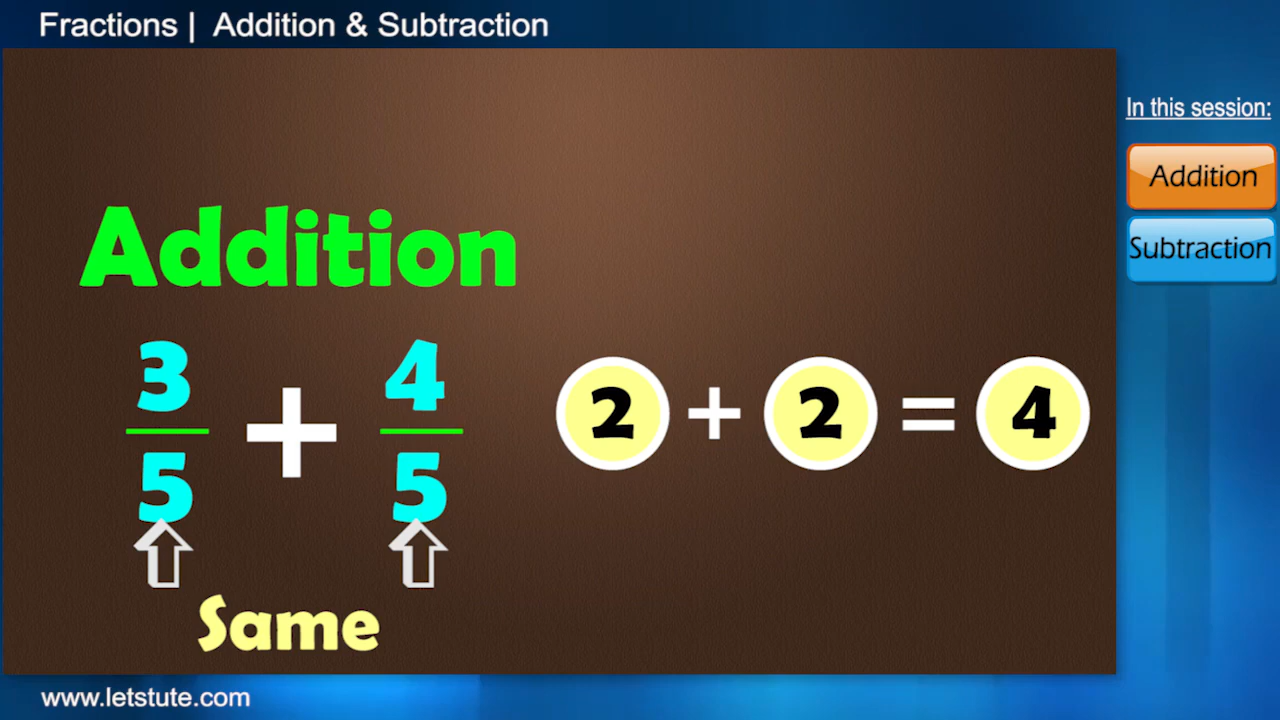 Fractions | Addition & Subtraction
In this session:
Addition
Subtraction
Addition
3/5 + 4/5
2 + 2 = 4
Same
www.letstute.com